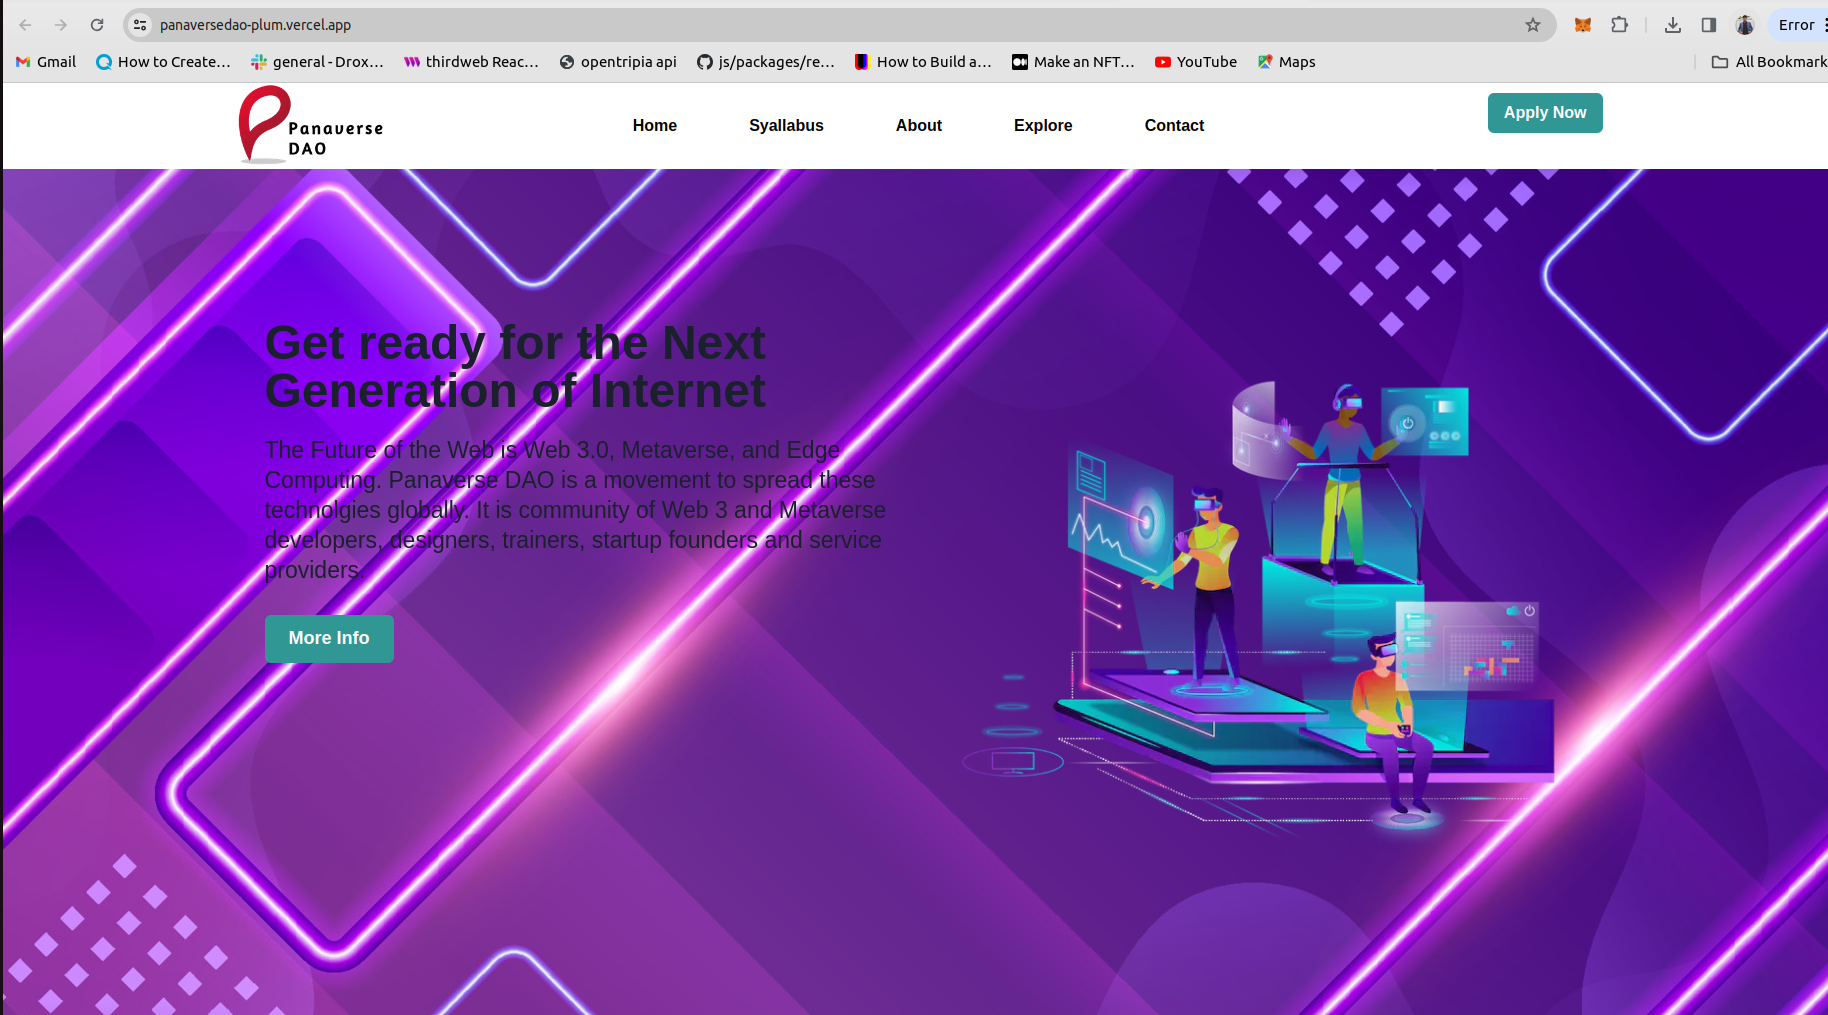 panaversedao-plum.vercel.app
Error
Gmail
How to Create...
general - Drox...
thirdweb Reac...
opentripia api
js/packages/re...
How to Build a...
Make an NFT...
YouTube
Maps
All Bookmark
Panaverse
DAO
Home
Syallabus
About
Explore
Contact
Apply Now
Get ready for the Next
Generation of Internet
The Future of the Web is Web 3.0, Metaverse, and Edge
Computing. Panaverse DAO is a movement to spread these
technolgies globally. It is community of Web 3 and Metaverse
developers, designers, trainers, startup founders and service
providers.
More Info